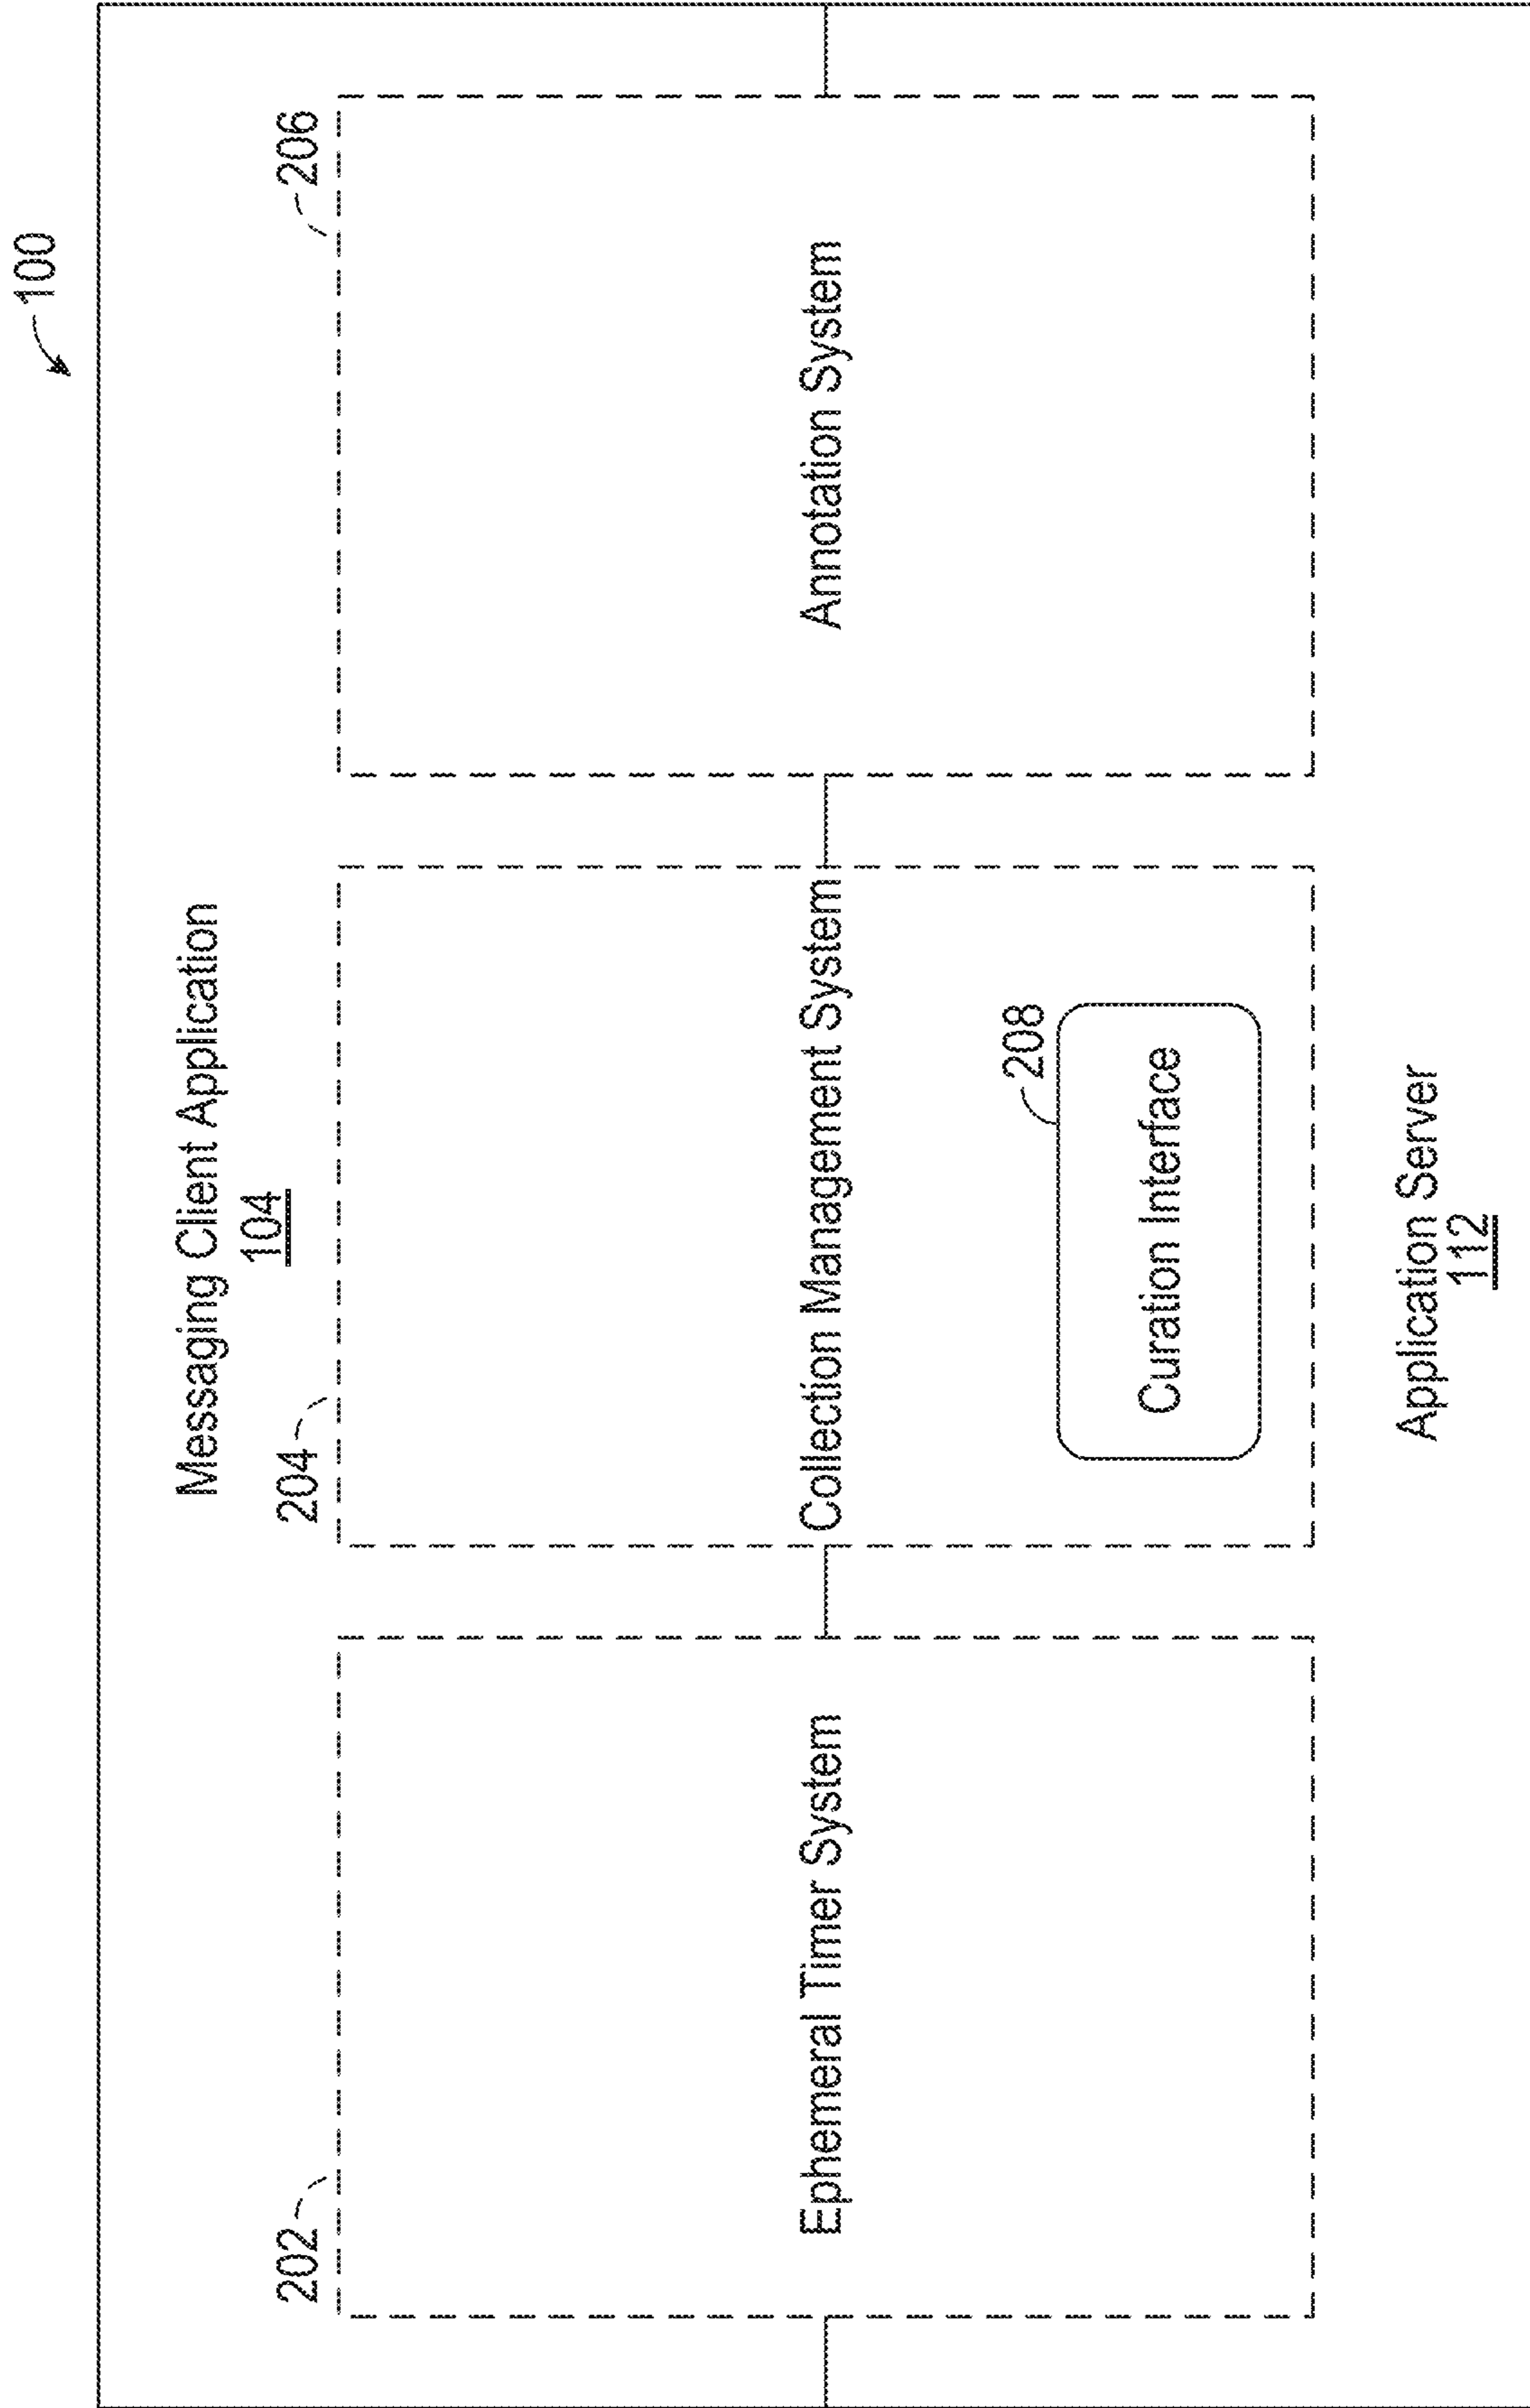 100
Messaging Client Application
104
202
204
206
Ephemeral Timer System
Collection Management System
Annotation System
208
Curation Interface
Application Server
112